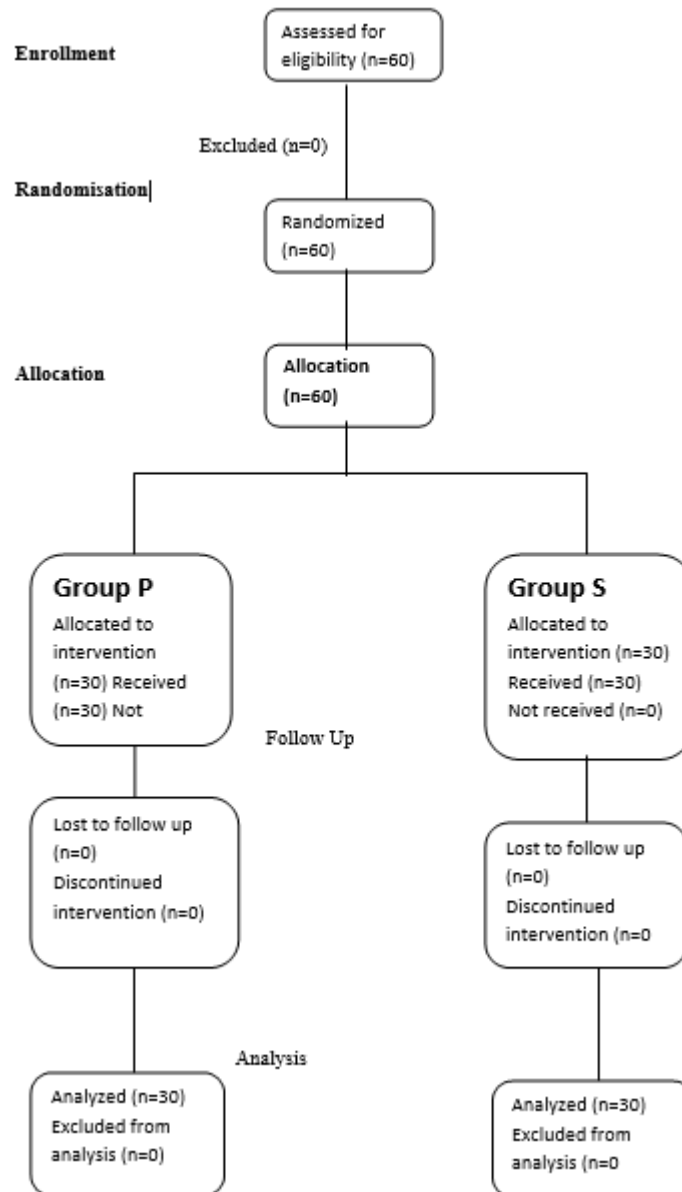 Enrollment
Assessed for
eligibility (n=60)
Excluded (n=0)
Randomisation
Randomized
(n=60)
Allocation
Allocation
(n=60)
Group P
Allocated to
intervention
(n=30) Received
(n=30) Not
Group S
Allocated to
intervention (n=30)
Received (n=30)
Not received (n=0)
Follow Up
Lost to follow up
(n=0)
Discontinued
intervention (n=0)
Lost to follow up
(n=0)
Discontinued
intervention (n=0
Analysis
Analyzed (n=30)
Excluded from
analysis (n=0)
Analyzed (n=30)
Excluded from
analysis (n=0